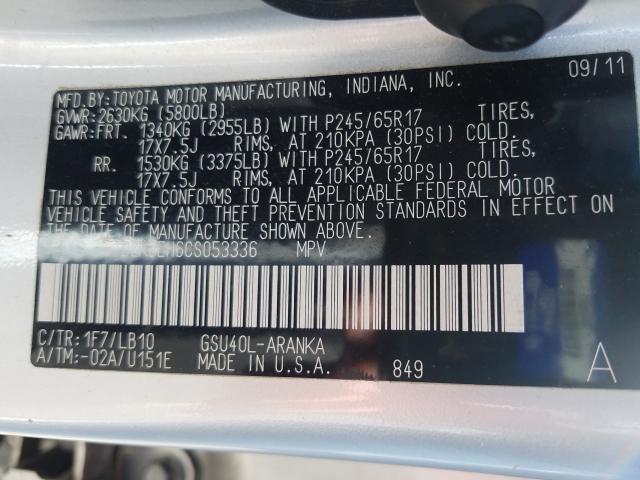 MFD.BY:TOYOTA MOTOR MANUFACTURING, INDIANA, INC. 09/11
GVWR:2630KG (5800LB)
GAWR:FRT. 1340KG (2955LB) WITH P245/65R17 TIRES,
17X7.5J RIMS, AT 210KPA (30PSI) COLD.
RR. 1530KG (3375LB) WITH P245/65R17 TIRES,
17X7.5J RIMS, AT 210KPA (30PSI) COLD.
THIS VEHICLE CONFORMS TO ALL APPLICABLE FEDERAL MOTOR
VEHICLE SAFETY AND THEFT PREVENTION STANDARDS IN EFFECT ON
THE DATE OF MANUFACTURE SHOWN ABOVE.
MPV
C/TR:1F7/LB10 GSU40L-ARANKA
A/TM:-02A/U151E MADE IN U.S.A. 849 A